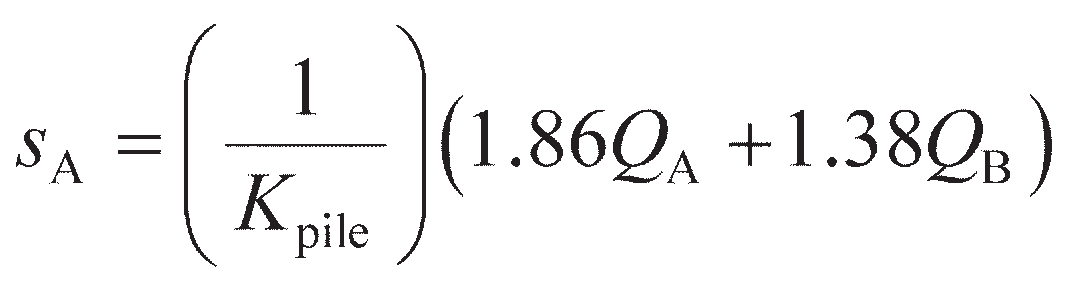 s_A = (1/K_pile)(1.86Q_A + 1.38Q_B)